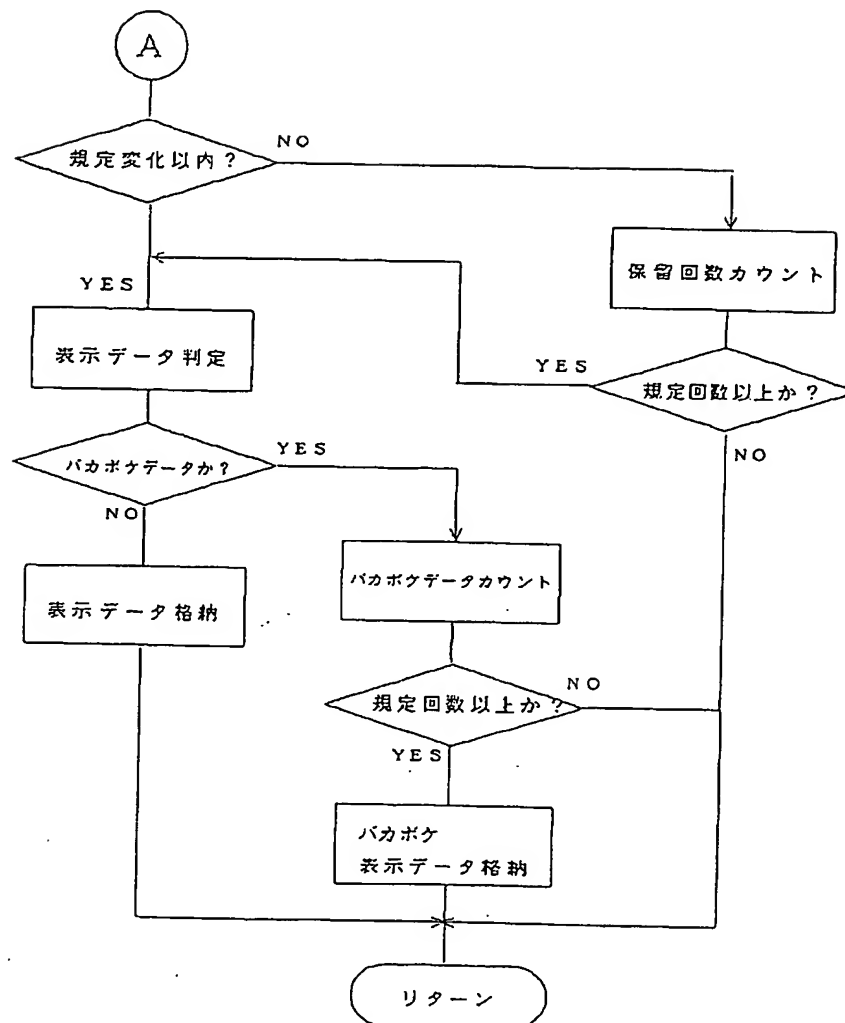 A
規定変化以内?
NO
保留回数カウント
YES
表示データ判定
YES
規定回数以上か?
NO
バカボケデータか?
YES
NO
バカボケデータカウント
表示データ格納
規定回数以上か?
NO
YES
バカボケ
表示データ格納
リターン